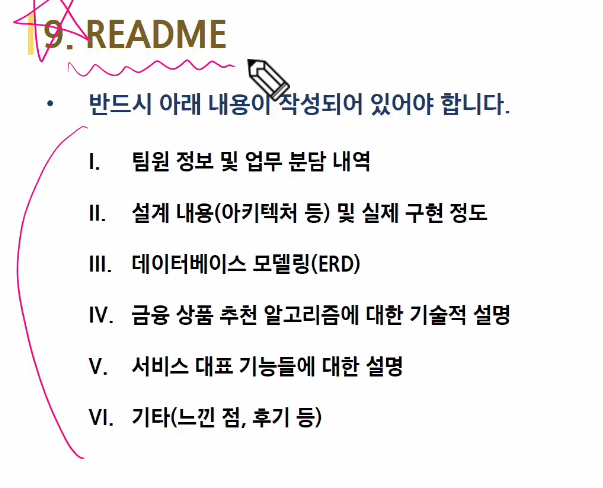 9. README
• 반드시 아래 내용이 작성되어 있어야 합니다.
I. 팀원 정보 및 업무 분담 내역
II. 설계 내용(아키텍처 등) 및 실제 구현 정도
III. 데이터베이스 모델링(ERD)
IV. 금융 상품 추천 알고리즘에 대한 기술적 설명
V. 서비스 대표 기능들에 대한 설명
VI. 기타(느낀 점, 후기 등)